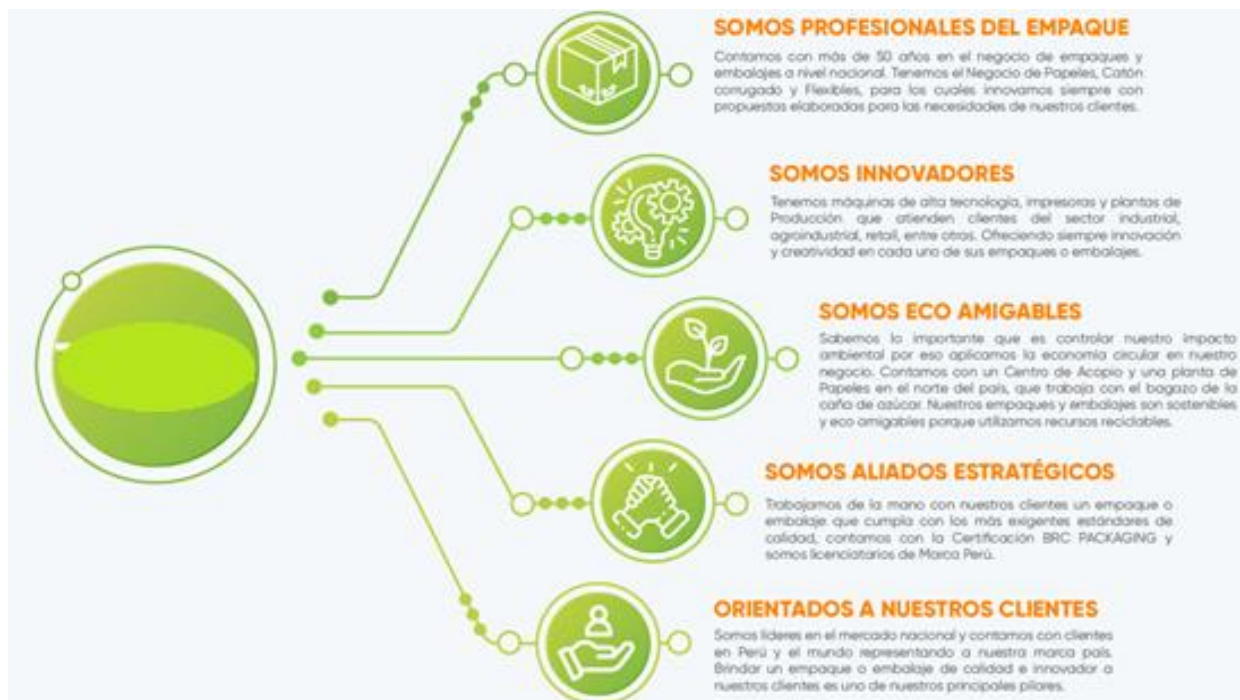 SOMOS PROFESIONALES DEL EMPAQUE
Contamos con más de 50 años en el negocio de empaques y
embalajes a nivel nacional. Tenemos el Negocio de Papeles, Catón
corrugado y Flexibles, para los cuales innovamos siempre con
propuestas elaboradas para las necesidades de nuestros clientes.
SOMOS INNOVADORES
Tenemos máquinas de alta tecnología, impresoras y plantas de
Producción que atienden clientes del sector industrial,
agroindustrial, retail, entre otros. Ofreciendo siempre innovación
y creatividad en cada uno de sus empaques o embalajes.
SOMOS ECO AMIGABLES
Sabemos lo importante que es controlar nuestro impacto
ambiental por eso aplicamos la economía circular en nuestro
negocio. Contamos con un Centro de Acopio y una planta de
Papeles en el norte del país, que trabaja con el bagazo de la
caña de azúcar. Nuestros empaques y embalajes son sostenibles
y eco amigables porque utilizamos recursos reciclables.
SOMOS ALIADOS ESTRATÉGICOS
Trabajamos de la mano con nuestros clientes un empaque o
embalaje que cumpla con los más exigentes estándares de
calidad, contamos con la Certificación BRC PACKAGING y
somos licenciatarios de Marca Perú.
ORIENTADOS A NUESTROS CLIENTES
Somos líderes en el mercado nacional y contamos con clientes
en Perú y el mundo representando a nuestra marca país.
Brindar un empaque o embalaje de calidad e innovador a
nuestros clientes es uno de nuestros principales pilares.